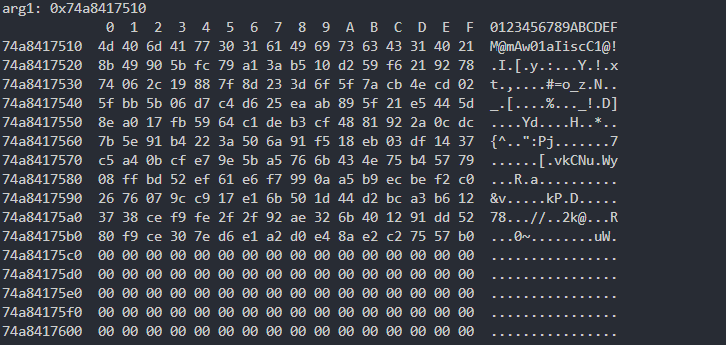 arg1: 0x74a8417510
0 1 2 3 4 5 6 7 8 9 A B C D E F 0123456789ABCDEF
74a8417510 4d 40 6d 41 77 30 31 61 49 69 73 63 43 31 40 21 M@mAw01aIiscC1@!
74a8417520 8b 49 90 5b fc 79 a1 3a b5 10 d2 59 f6 21 92 78 .I.[.y.:...Y.!.x
74a8417530 74 06 2c 19 88 7f 8d 23 3d 6f 5f 7a cb 4e cd 02 t.,....#=o_z.N..
74a8417540 5f bb 5b 06 d7 c4 d6 25 ea ab 89 5f 21 e5 44 5d _.[....%..._!.D]
74a8417550 8e a0 17 fb 59 64 c1 de b3 cf 48 81 92 2a 0c dc ....Yd....H..*..
74a8417560 7b 5e 91 b4 22 3a 50 6a 91 f5 18 eb 03 df 14 37 {^..":Pj.......7
74a8417570 c5 a4 0b cf e7 9e 5b a5 76 6b 43 4e 75 b4 57 79 ......[.vkCNu.Wy
74a8417580 08 ff bd 52 ef 61 e6 f7 99 0a a5 b9 ec be f2 c0 ...R.a..........
74a8417590 26 76 07 9c c9 17 e1 6b 50 1d 44 d2 bc a3 b6 12 &v.....kP.D.....
74a84175a0 37 38 ce f9 fe 2f 2f 92 ae 32 6b 40 12 91 dd 52 78...//..2k@...R
74a84175b0 80 f9 ce 30 7e d6 e1 a2 d0 e4 8a e2 c2 75 57 b0 ...0~........uW.
74a84175c0 00 00 00 00 00 00 00 00 00 00 00 00 00 00 00 00 ................
74a84175d0 00 00 00 00 00 00 00 00 00 00 00 00 00 00 00 00 ................
74a84175e0 00 00 00 00 00 00 00 00 00 00 00 00 00 00 00 00 ................
74a84175f0 00 00 00 00 00 00 00 00 00 00 00 00 00 00 00 00 ................
74a8417600 00 00 00 00 00 00 00 00 00 00 00 00 00 00 00 00 ................